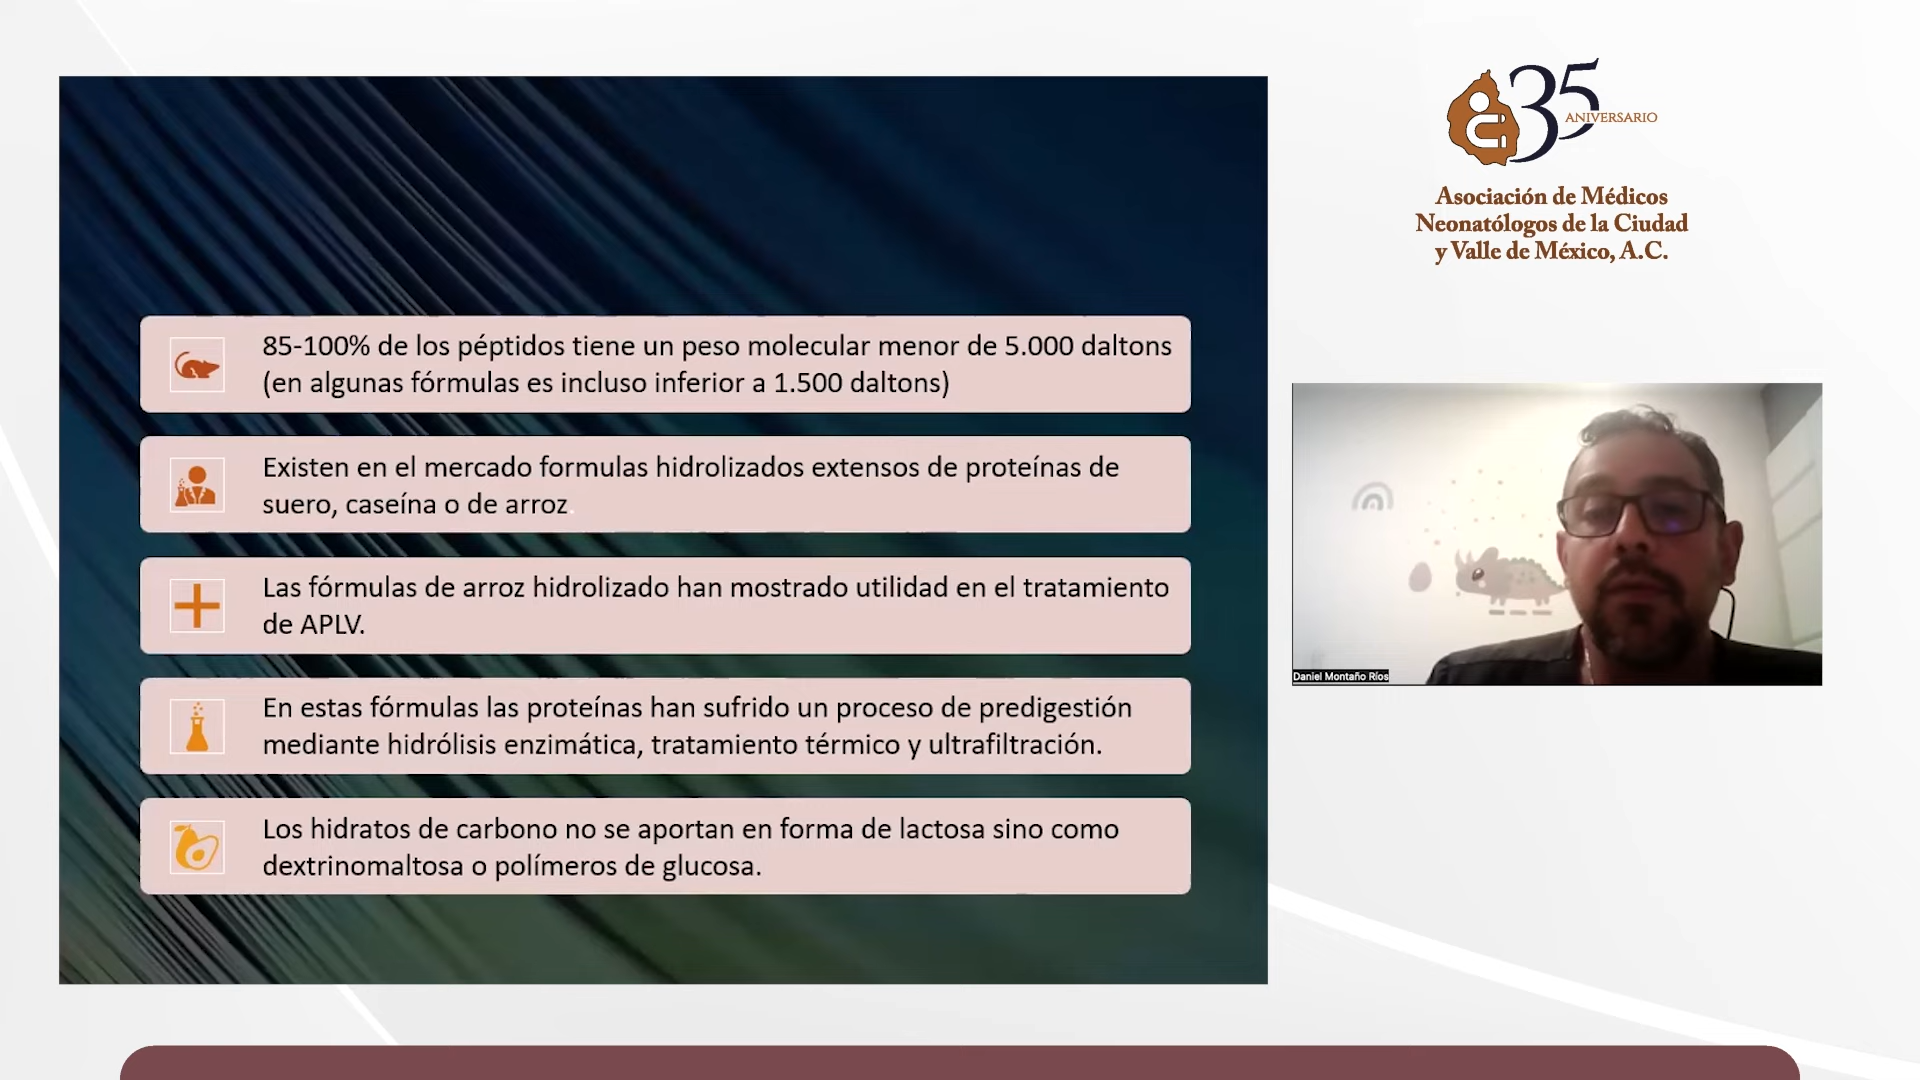 85-100% de los péptidos tiene un peso molecular menor de 5.000 daltons
(en algunas fórmulas es incluso inferior a 1.500 daltons)
Existen en el mercado formulas hidrolizados extensos de proteínas de
suero, caseína o de arroz.
Las fórmulas de arroz hidrolizado han mostrado utilidad en el tratamiento
de APLV.
En estas fórmulas las proteínas han sufrido un proceso de predigestión
mediante hidrólisis enzimática, tratamiento térmico y ultrafiltración.
Los hidratos de carbono no se aportan en forma de lactosa sino como
dextrinomaltosa o polímeros de glucosa.
35
ANIVERSARIO
Asociación de Médicos
Neonatólogos de la Ciudad
y Valle de México, A.C.
Daniel Montaño Ríos